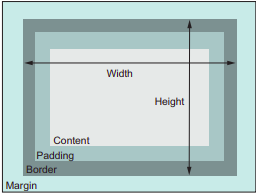 Width
Height
Content
Padding
Border
Margin